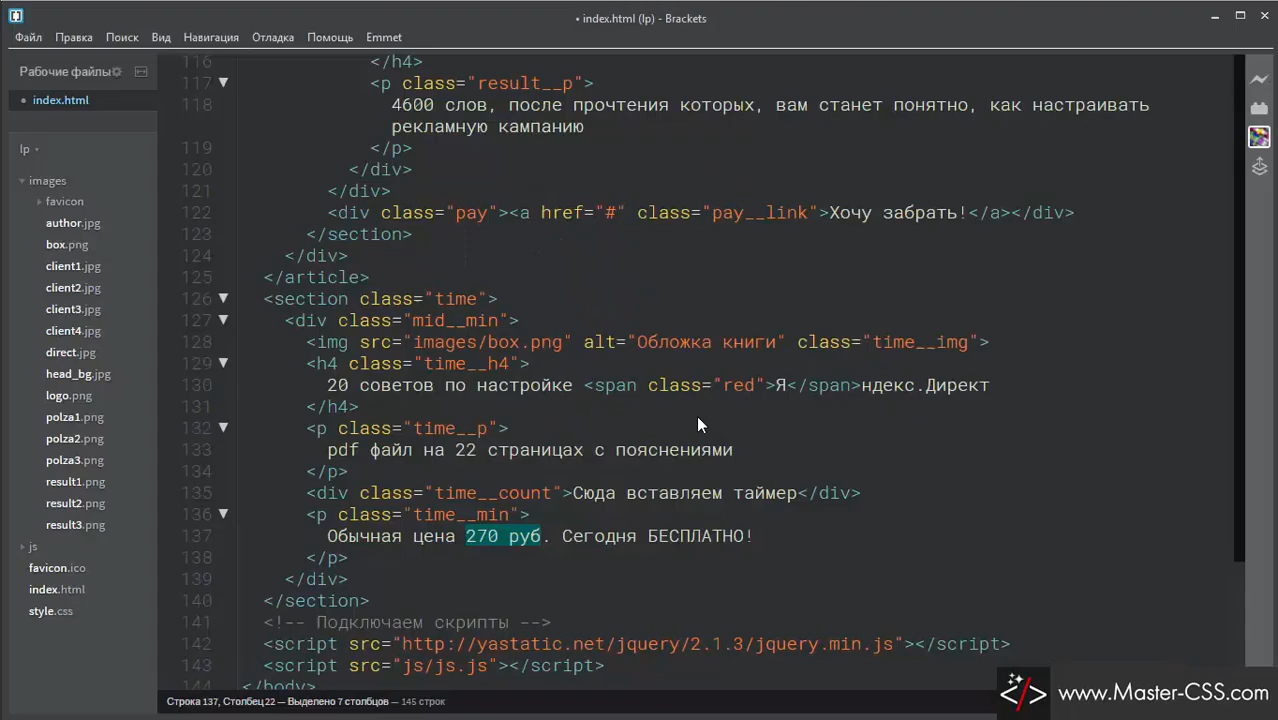 • index.html (lp) - Brackets
Файл Правка Поиск Вид Навигация Отладка Помощь Emmet
Рабочие файлы
• index.html
lp
images
favicon
author.jpg
box.png
client1.jpg
client2.jpg
client3.jpg
client4.jpg
direct.jpg
head_bg.jpg
logo.png
polza1.png
polza2.png
polza3.png
result1.png
result2.png
result3.png
js
favicon.ico
index.html
style.css
116 </h4>
117 <p class="result__p">
118 4600 слов, после прочтения которых, вам станет понятно, как настраивать
рекламную кампанию
119 </p>
120 </div>
121 </div>
122 <div class="pay"><a href="#" class="pay__link">Хочу забрать!</a></div>
123 </section>
124 </div>
125 </article>
126 <section class="time">
127 <div class="mid__min">
128 <img src="images/box.png" alt="Обложка книги" class="time__img">
129 <h4 class="time__h4">
130 20 советов по настройке <span class="red">Я</span>ндекс.Директ
131 </h4>
132 <p class="time__p">
133 pdf файл на 22 страницах с пояснениями
134 </p>
135 <div class="time__count">Сюда вставляем таймер</div>
136 <p class="time__min">
137 Обычная цена 270 руб. Сегодня БЕСПЛАТНО!
138 </p>
139 </div>
140 </section>
141 <!-- Подключаем скрипты -->
142 <script src="http://yastatic.net/jquery/2.1.3/jquery.min.js"></script>
143 <script src="js/js.js"></script>
144 </body>
Строка 137, Столбец 22 — Выделено 7 столбцов — 145 строк
</> www.Master-CSS.com